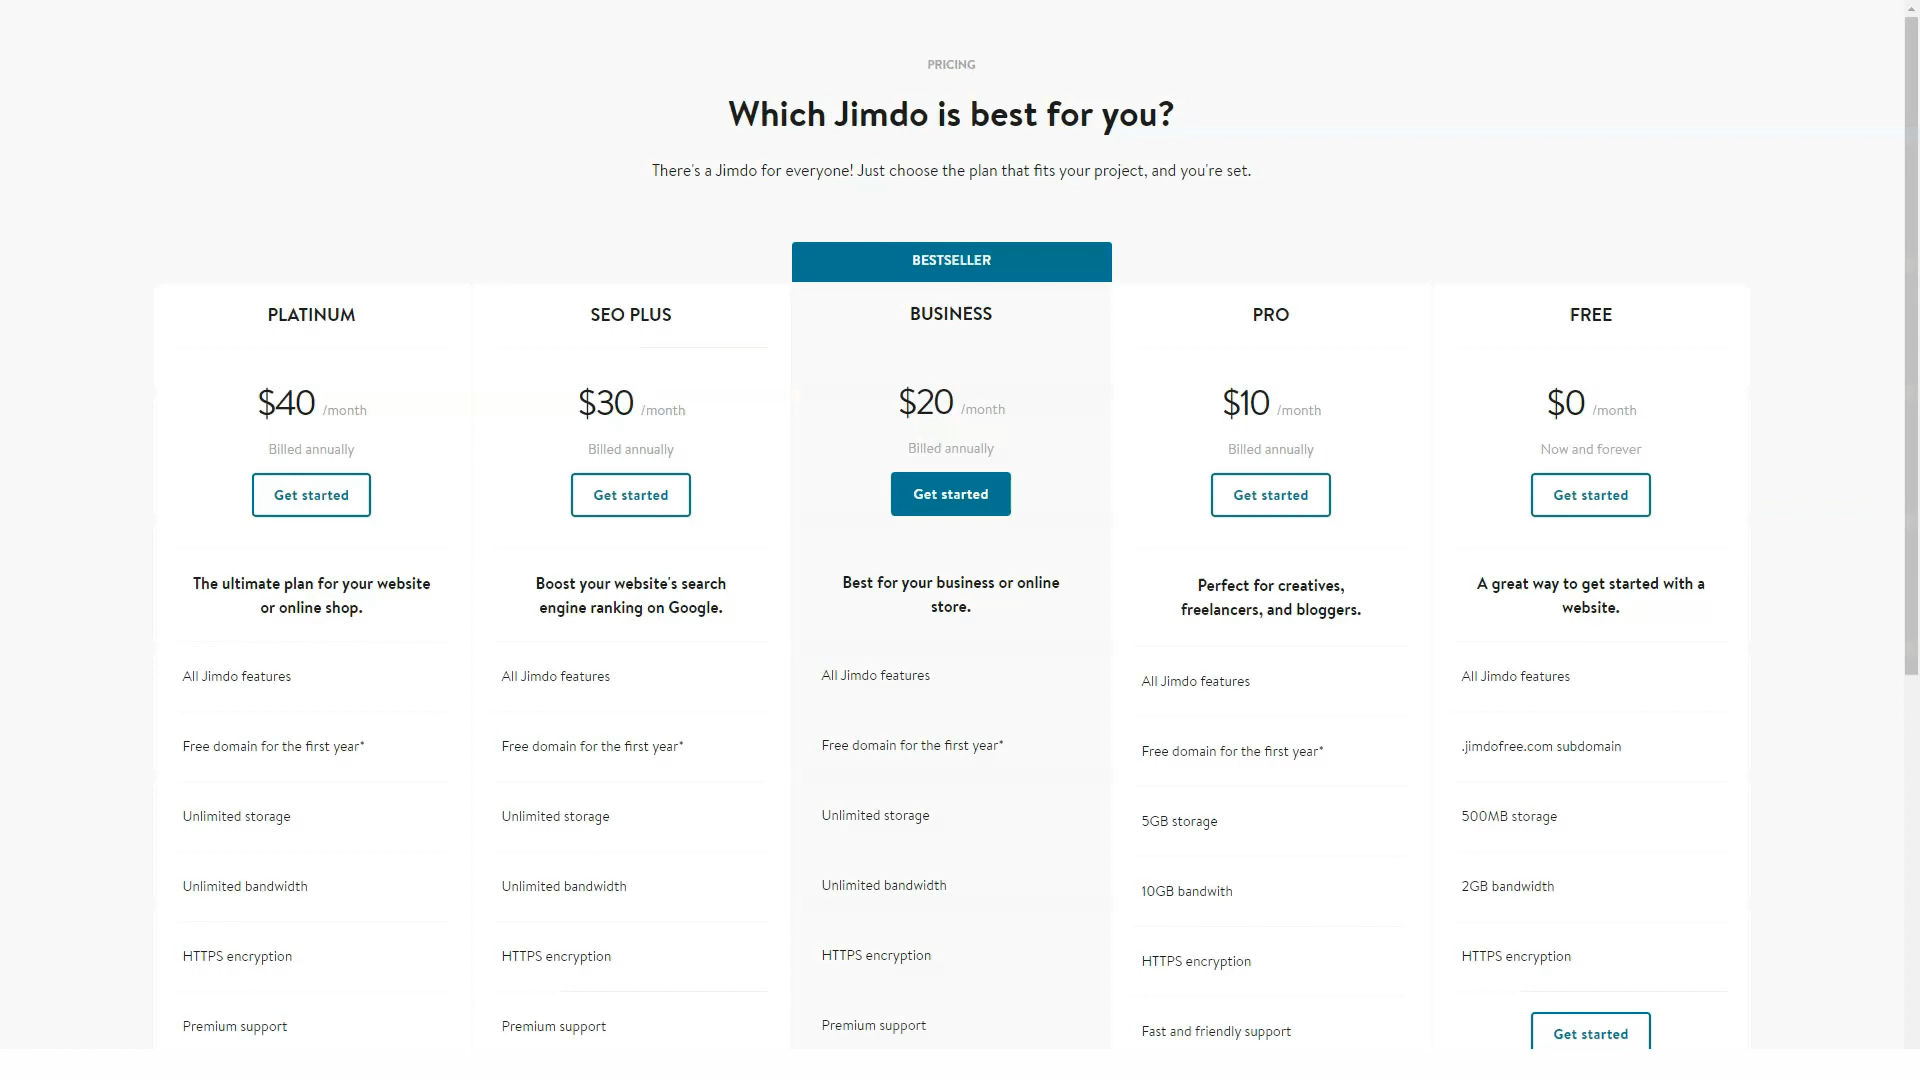 PRICING
Which Jimdo is best for you?
There's a Jimdo for everyone! Just choose the plan that fits your project, and you're set.
PLATINUM
$40 /month
Billed annually
Get started
The ultimate plan for your website
or online shop.
All Jimdo features
Free domain for the first year*
Unlimited storage
Unlimited bandwidth
HTTPS encryption
Premium support
SEO PLUS
$30 /month
Billed annually
Get started
Boost your website's search
engine ranking on Google.
All Jimdo features
Free domain for the first year*
Unlimited storage
Unlimited bandwidth
HTTPS encryption
Premium support
BESTSELLER
BUSINESS
$20 /month
Billed annually
Get started
Best for your business or online
store.
All Jimdo features
Free domain for the first year*
Unlimited storage
Unlimited bandwidth
HTTPS encryption
Premium support
PRO
$10 /month
Billed annually
Get started
Perfect for creatives,
freelancers, and bloggers.
All Jimdo features
Free domain for the first year*
5GB storage
10GB bandwith
HTTPS encryption
Fast and friendly support
FREE
$0 /month
Now and forever
Get started
A great way to get started with a
website.
All Jimdo features
.jimdofree.com subdomain
500MB storage
2GB bandwidth
HTTPS encryption
Get started